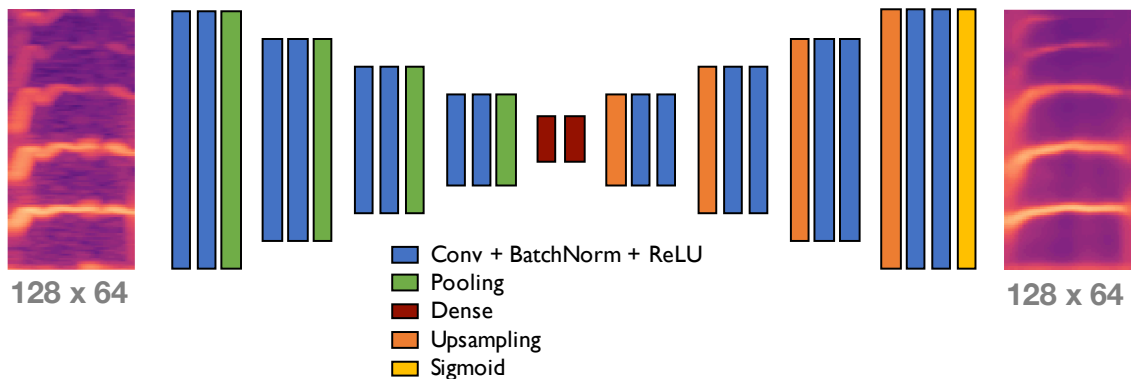 128 x 64
128 x 64
Conv + BatchNorm + ReLU
Pooling
Dense
Upsampling
Sigmoid